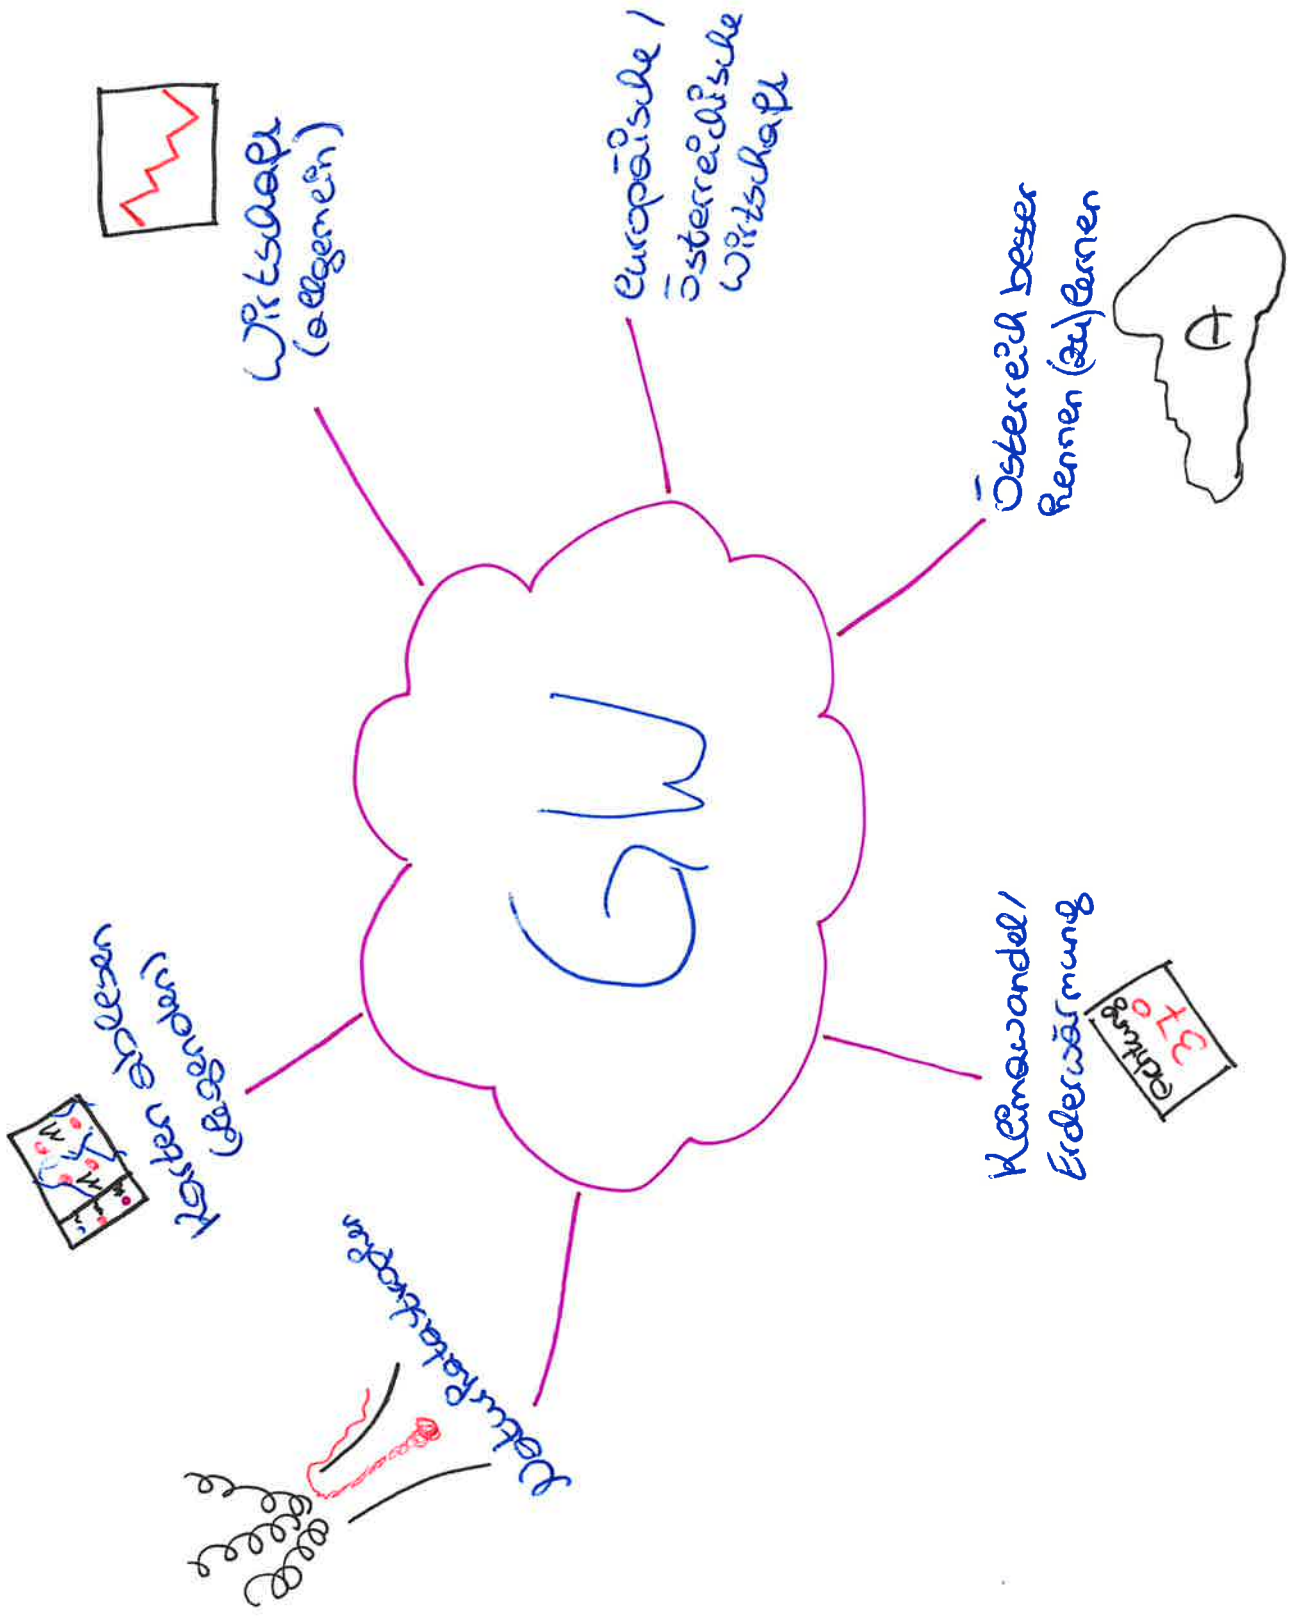 GW
Wirtschaft
(allgemein)
europäische /
österreichische
Wirtschaft
Österreich besser
kennen (zu) lernen
A
Klimawandel /
Erderwärmung
Achtung
37°
Naturkatastrophen
Karten ablesen
(Legenden)